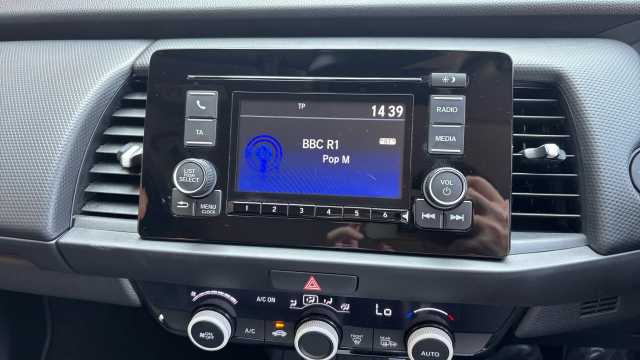 TP
14 39
RADIO
TA
MEDIA
BBC R1
Pop M
LIST
SELECT
VOL
MENU
CLOCK
1 2 3 4 5 6
A/C ON
Lo
OFF
A/C
AUTO